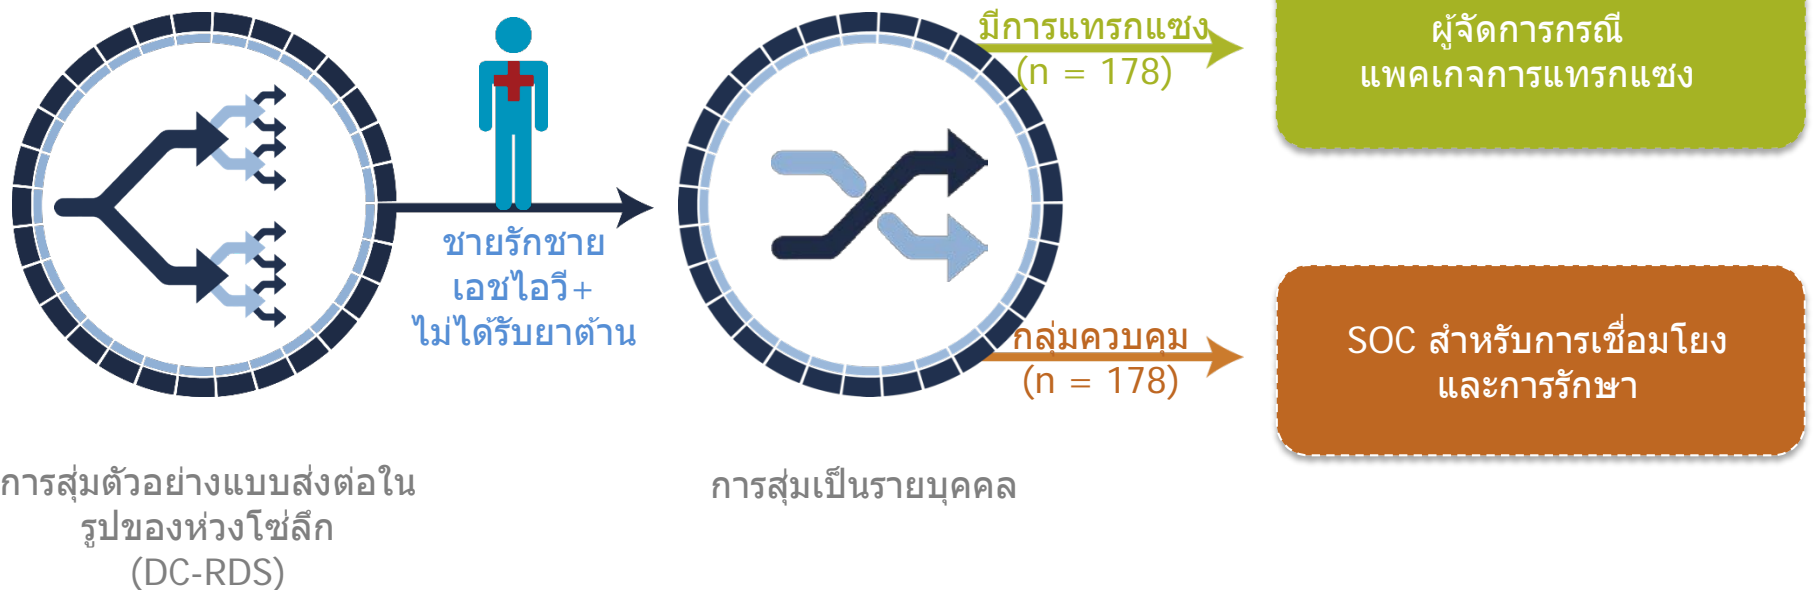 มีการแทรกแซง
(n = 178)
ผู้จัดการกรณี
แพคเกจการแทรกแซง
ชายรักชาย
เอชไอวี+
ไม่ได้รับยาต้าน
กลุ่มควบคุม
(n = 178)
SOC สำหรับการเชื่อมโยง
และการรักษา
การสุ่มตัวอย่างแบบส่งต่อใน
รูปของห่วงโซ่ลึก
(DC-RDS)
การสุ่มเป็นรายบุคคล